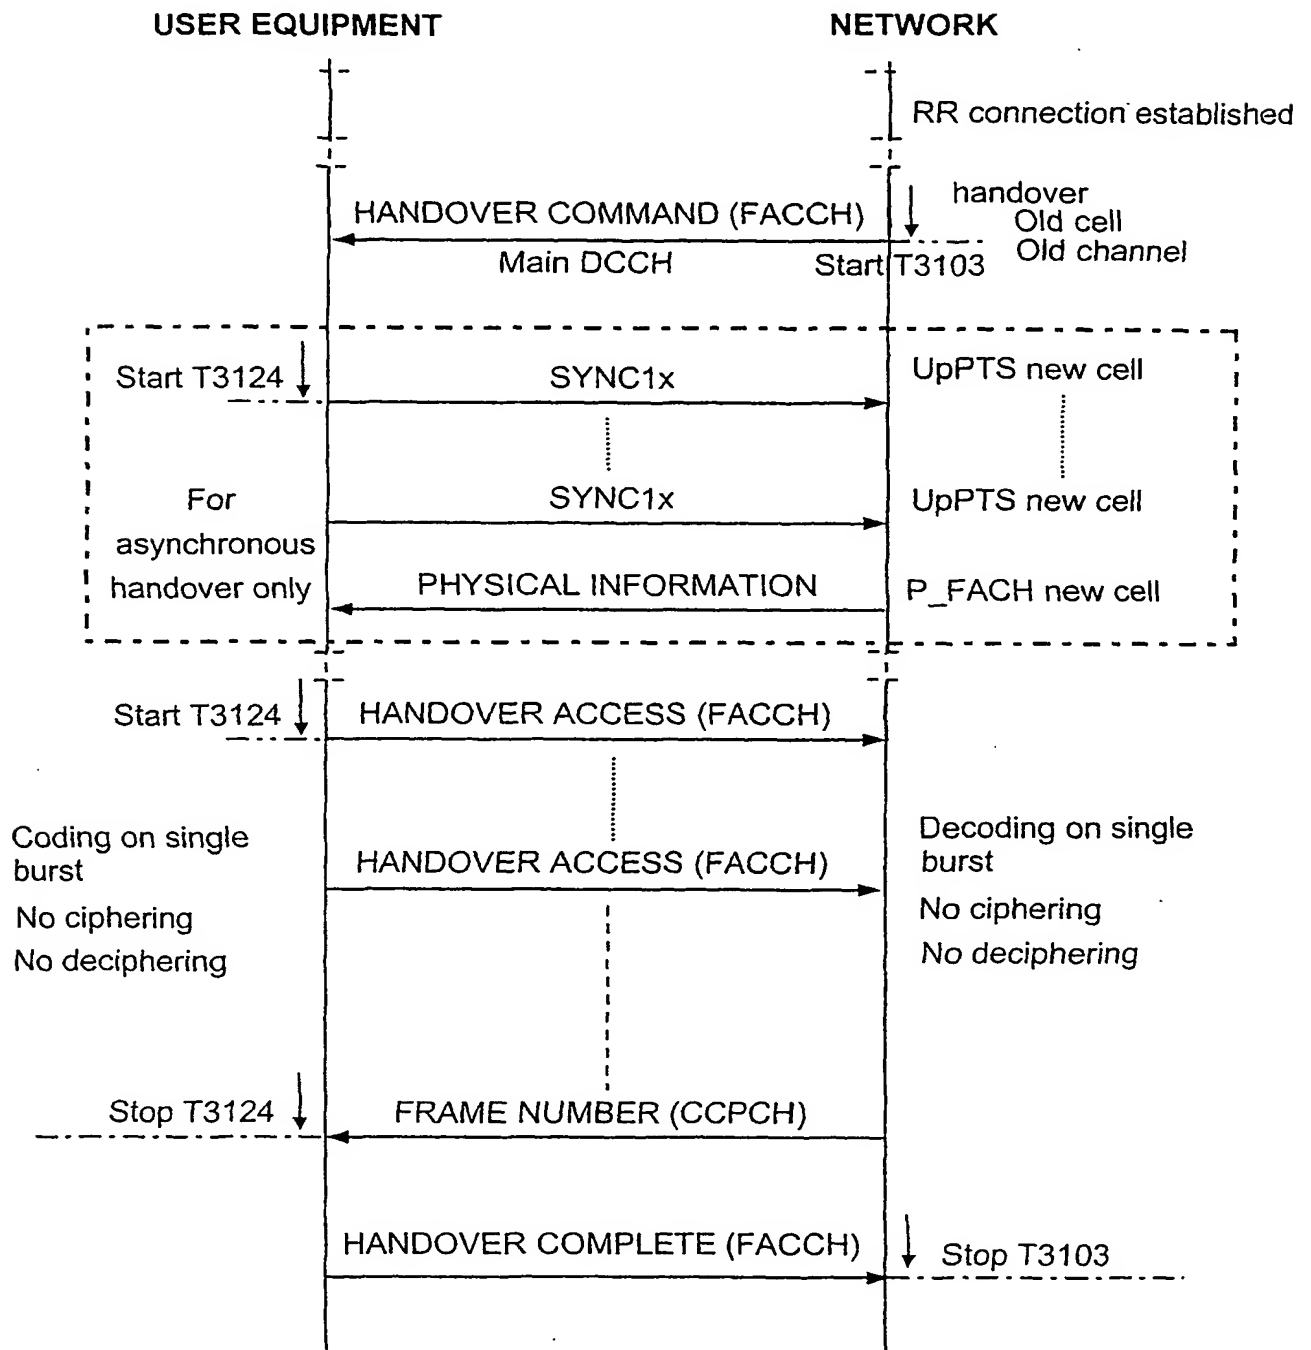 USER EQUIPMENT
NETWORK
RR connection established
HANDOVER COMMAND (FACCH)
handover
Old cell
Old channel
Main DCCH
Start T3103
Start T3124
SYNC1x
UpPTS new cell
For
asynchronous
handover only
SYNC1x
UpPTS new cell
PHYSICAL INFORMATION
P_FACH new cell
Start T3124
HANDOVER ACCESS (FACCH)
Coding on single
burst
No ciphering
No deciphering
HANDOVER ACCESS (FACCH)
Decoding on single
burst
No ciphering
No deciphering
Stop T3124
FRAME NUMBER (CCPCH)
HANDOVER COMPLETE (FACCH)
Stop T3103